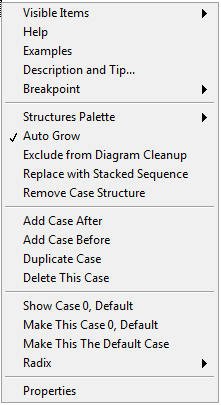 Visible Items
Help
Examples
Description and Tip...
Breakpoint
Structures Palette
Auto Grow
Exclude from Diagram Cleanup
Replace with Stacked Sequence
Remove Case Structure
Add Case After
Add Case Before
Duplicate Case
Delete This Case
Show Case 0, Default
Make This Case 0, Default
Make This The Default Case
Radix
Properties